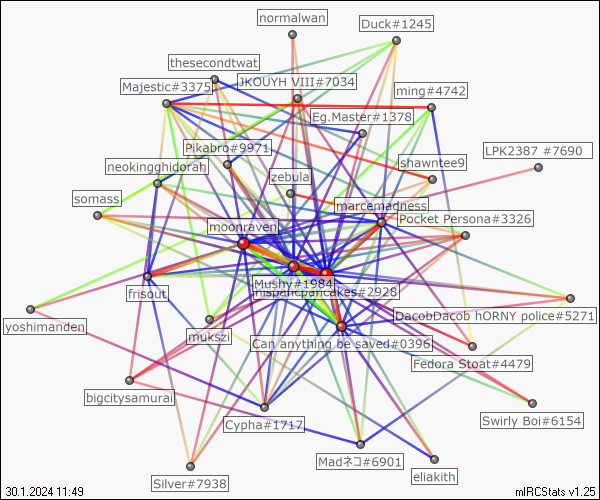 normalwan
Duck#1245
thesecondtwat
Majestic#3375
JKOUYH VIII#7034
ming#4742
Eg.Master#1378
Pikabro#9971
LPK2387 #7690
neokingghidorah
zebula
shawntee9
somass
marcemadness
moonraven
Pocket Persona#3326
Mushy#1984
mspancpancakes#2928
frisout
yoshimanden
mukszi
DacobDacob hORNY police#5271
Can anything be saved#0396
Fedora Stoat#4479
bigcitysamurai
Cypha#1717
Swirly Boi#6154
Madネコ#6901
eliakith
Silver#7938
30.1.2024 11:49
mIRCStats v1.25